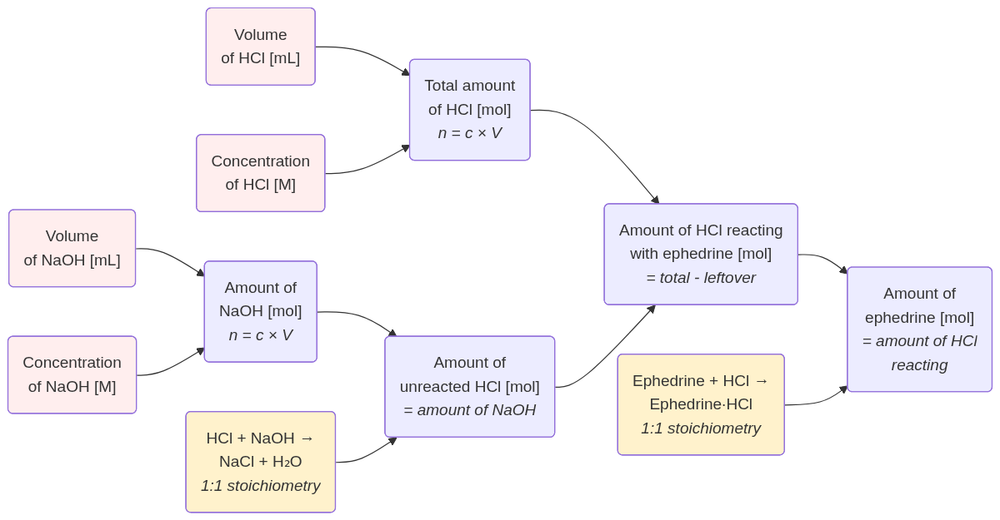 Volume
of HCl [mL]
Total amount
of HCl [mol]
n = c × V
Concentration
of HCl [M]
Volume
of NaOH [mL]
Amount of HCl reacting
with ephedrine [mol]
= total - leftover
Amount of
NaOH [mol]
n = c × V
Amount of
ephedrine [mol]
= amount of HCl
reacting
Concentration
of NaOH [M]
Amount of
unreacted HCl [mol]
= amount of NaOH
Ephedrine + HCl →
Ephedrine·HCl
1:1 stoichiometry
HCl + NaOH →
NaCl + H₂O
1:1 stoichiometry